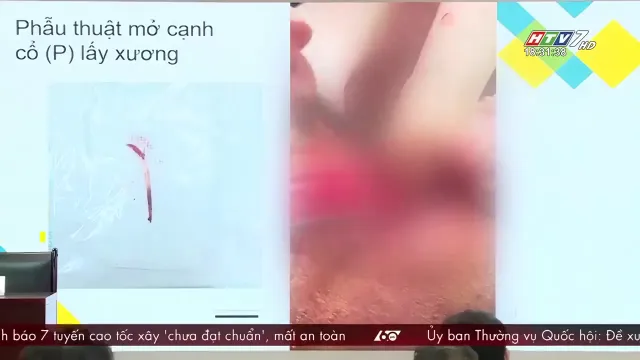 Phẫu thuật mở cạnh
cổ (P) lấy xương
HTV7 HD
18:31:38
h báo 7 tuyến cao tốc xây 'chưa đạt chuẩn', mất an toàn
60
Ủy ban Thường vụ Quốc hội: Đề xu